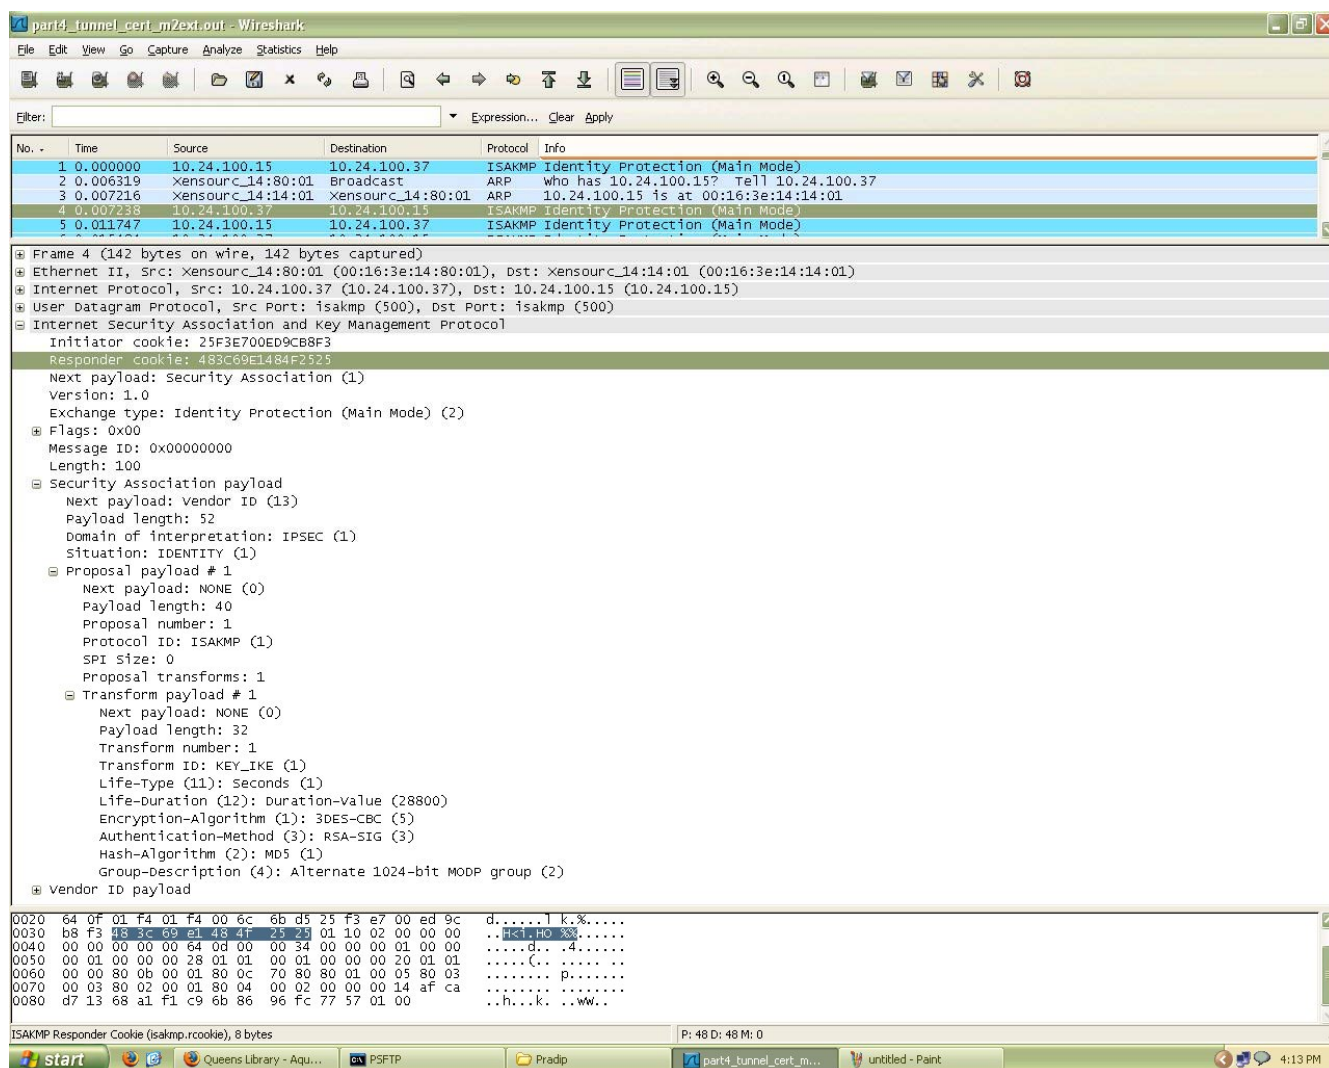 part4_tunnel_cert_m2ext.out - Wireshark
File Edit View Go Capture Analyze Statistics Help
Filter: Expression... Clear Apply
No. - Time Source Destination Protocol Info
1 0.000000 10.24.100.15 10.24.100.37 ISAKMP Identity Protection (Main Mode)
2 0.006319 Xensourc_14:80:01 Broadcast ARP Who has 10.24.100.15? Tell 10.24.100.37
3 0.007216 Xensourc_14:14:01 Xensourc_14:80:01 ARP 10.24.100.15 is at 00:16:3e:14:14:01
4 0.007238 10.24.100.37 10.24.100.15 ISAKMP Identity Protection (Main Mode)
5 0.011747 10.24.100.15 10.24.100.37 ISAKMP Identity Protection (Main Mode)
Frame 4 (142 bytes on wire, 142 bytes captured)
Ethernet II, Src: Xensourc_14:80:01 (00:16:3e:14:80:01), Dst: Xensourc_14:14:01 (00:16:3e:14:14:01)
Internet Protocol, Src: 10.24.100.37 (10.24.100.37), Dst: 10.24.100.15 (10.24.100.15)
User Datagram Protocol, Src Port: isakmp (500), Dst Port: isakmp (500)
Internet Security Association and Key Management Protocol
Initiator cookie: 25F3E700ED9CB8F3
Responder cookie: 483C69E1484F2525
Next payload: Security Association (1)
Version: 1.0
Exchange type: Identity Protection (Main Mode) (2)
Flags: 0x00
Message ID: 0x00000000
Length: 100
Security Association payload
Next payload: Vendor ID (13)
Payload length: 52
Domain of interpretation: IPSEC (1)
Situation: IDENTITY (1)
Proposal payload # 1
Next payload: NONE (0)
Payload length: 40
Proposal number: 1
Protocol ID: ISAKMP (1)
SPI Size: 0
Proposal transforms: 1
Transform payload # 1
Next payload: NONE (0)
Payload length: 32
Transform number: 1
Transform ID: KEY_IKE (1)
Life-Type (11): Seconds (1)
Life-Duration (12): Duration-Value (28800)
Encryption-Algorithm (1): 3DES-CBC (5)
Authentication-Method (3): RSA-SIG (3)
Hash-Algorithm (2): MD5 (1)
Group-Description (4): Alternate 1024-bit MODP group (2)
Vendor ID payload
0020 64 0f 01 f4 01 f4 00 6c 6b d5 25 f3 e7 00 ed 9c d......l k.%.....
0030 b8 f3 48 3c 69 e1 48 4f 25 25 01 10 02 00 00 00 ..H<i.HO %%......
0040 00 00 00 00 00 64 0d 00 00 34 00 00 00 01 00 00 .....d.. .4......
0050 00 01 00 00 00 28 01 01 00 01 00 00 00 20 01 01 .....(.. ..... ..
0060 00 00 80 0b 00 01 80 0c 70 80 80 01 00 05 80 03 ........ p.......
0070 00 03 80 02 00 01 80 04 00 02 00 00 00 14 af ca ........ ........
0080 d7 13 68 a1 f1 c9 6b 86 96 fc 77 57 01 00 ..h...k. ..wW..
ISAKMP Responder Cookie (isakmp.rcookie), 8 bytes P: 48 D: 48 M: 0
start Queens Library - Aqu... PSFTP Pradip part4_tunnel_cert_m... untitled - Paint 4:13 PM